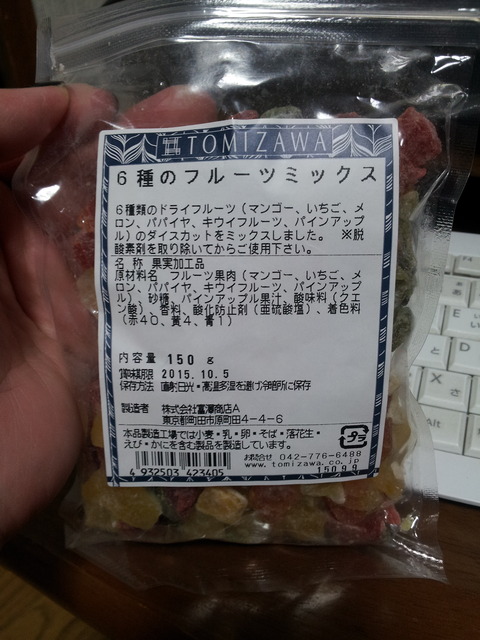 TOMIZAWA
6種のフルーツミックス
6種類のドライフルーツ(マンゴー、いちご、メ
ロン、パパイヤ、キウイフルーツ、パインアップ
ル)のダイスカットをミックスしました。 ※脱
酸素剤を取り除いてからご使用下さい。
名 称 果実加工品
原材料名 フルーツ果肉(マンゴー、いちご、メ
ロン、パパイヤ、キウイフルーツ、パインアップ
ル)、砂糖、パインアップル果汁、酸味料(クエ
ン酸)、香料、酸化防止剤(亜硫酸塩)、着色料
(赤40、黄4、青1)
内容量 150 g
賞味期限 2015.10.5
保存方法 直射日光・高温多湿を避け冷暗所に保存
製造者 株式会社富澤商店A
東京都町田市原町田4-4-6
本品製造工場では小麦・乳・卵・そば・落花生・
えび・かにを含む製品を製造しています。
お問合せ 042-776-6488
www.tomizawa.co.jp
150.9.9
4 932503 423405
プラ